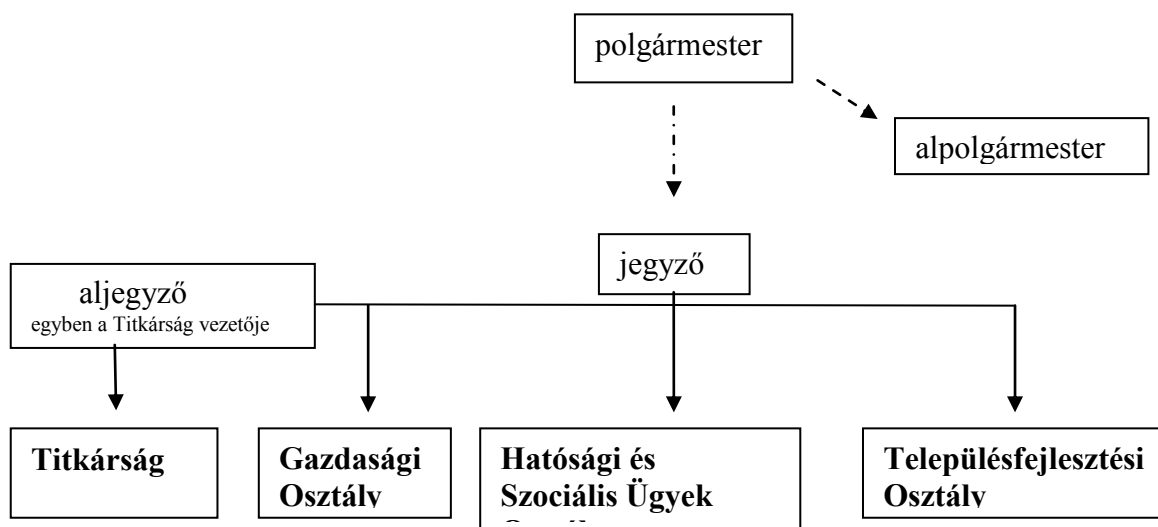 polgármester
alpolgármester
jegyző
aljegyző
egyben a Titkárság vezetője
Titkárság
Gazdasági
Osztály
Hatósági és
Szociális Ügyek
Településfejlesztési
Osztály